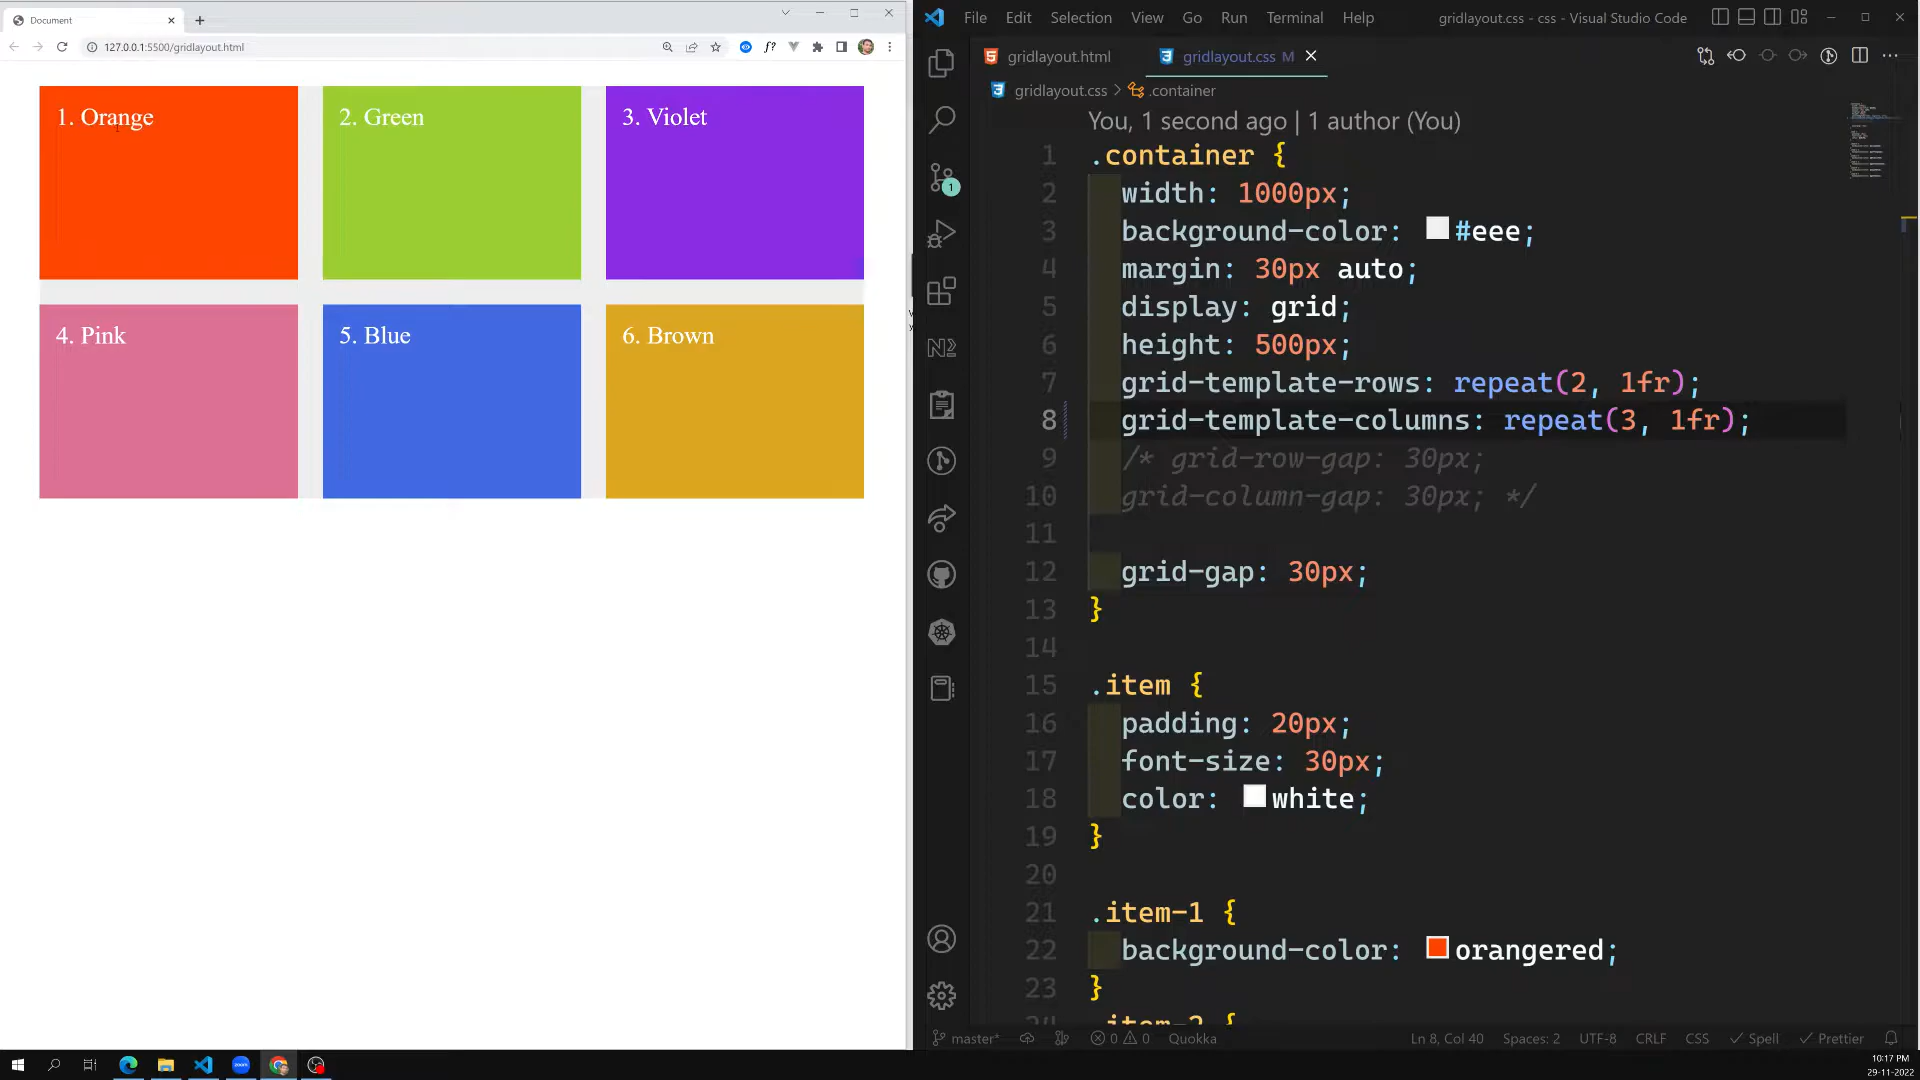 Document
127.0.0.1:5500/gridlayout.html
f?
1. Orange
2. Green
3. Violet
4. Pink
5. Blue
6. Brown
File Edit Selection View Go Run Terminal Help
gridlayout.css - css - Visual Studio Code
gridlayout.html
gridlayout.css M
gridlayout.css > .container
You, 1 second ago | 1 author (You)
1 .container {
2 width: 1000px;
3 background-color: #eee;
4 margin: 30px auto;
5 display: grid;
6 height: 500px;
7 grid-template-rows: repeat(2, 1fr);
8 grid-template-columns: repeat(3, 1fr);
9 /* grid-row-gap: 30px;
10 grid-column-gap: 30px; */
11
12 grid-gap: 30px;
13 }
14
15 .item {
16 padding: 20px;
17 font-size: 30px;
18 color: white;
19 }
20
21 .item-1 {
22 background-color: orangered;
23 }
24 .item-2 {
1
master* 0 0 Quokka
Ln 8, Col 40 Spaces: 2 UTF-8 CRLF CSS Spell Prettier
zoom
10:17 PM
29-11-2022